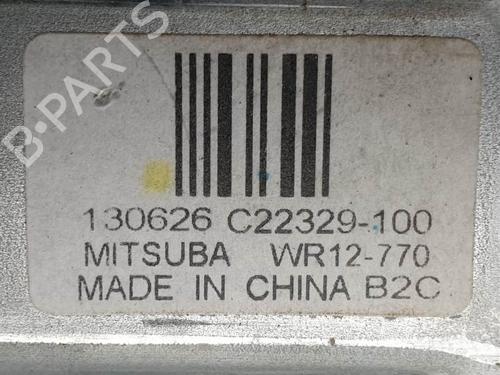 B-PARTS
130626 C22329-100
MITSUBA WR12-770
MADE IN CHINA B2C